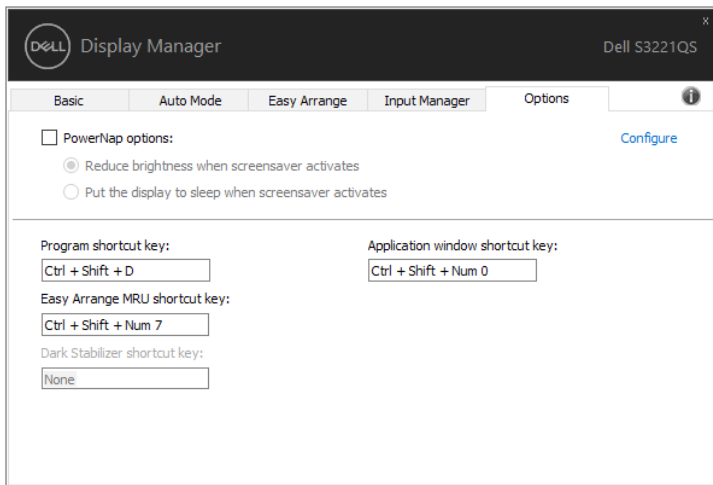 x
DELL Display Manager Dell S3221QS
Basic Auto Mode Easy Arrange Input Manager Options i
PowerNap options: Configure
Reduce brightness when screensaver activates
Put the display to sleep when screensaver activates
Program shortcut key: Application window shortcut key:
Ctrl + Shift + D Ctrl + Shift + Num 0
Easy Arrange MRU shortcut key:
Ctrl + Shift + Num 7
Dark Stabilizer shortcut key:
None